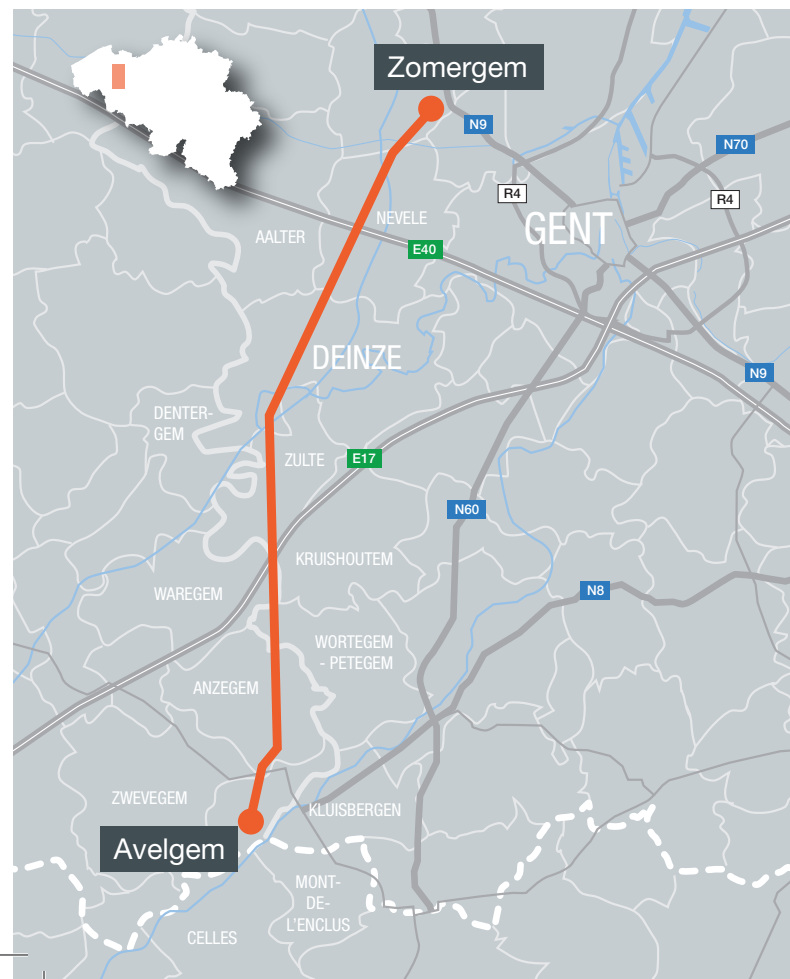 Zomergem
N9
N70
R4
R4
NEVELE
GENT
AALTER
E40
DEINZE
N9
DENTER-
GEM
ZULTE
E17
N60
KRUISHOUTEM
WAREGEM
N8
WORTEGEM
- PETEGEM
ANZEGEM
ZWEVEGEM
KLUISBERGEN
Avelgem
MONT-
DE-
L'ENCLUS
CELLES